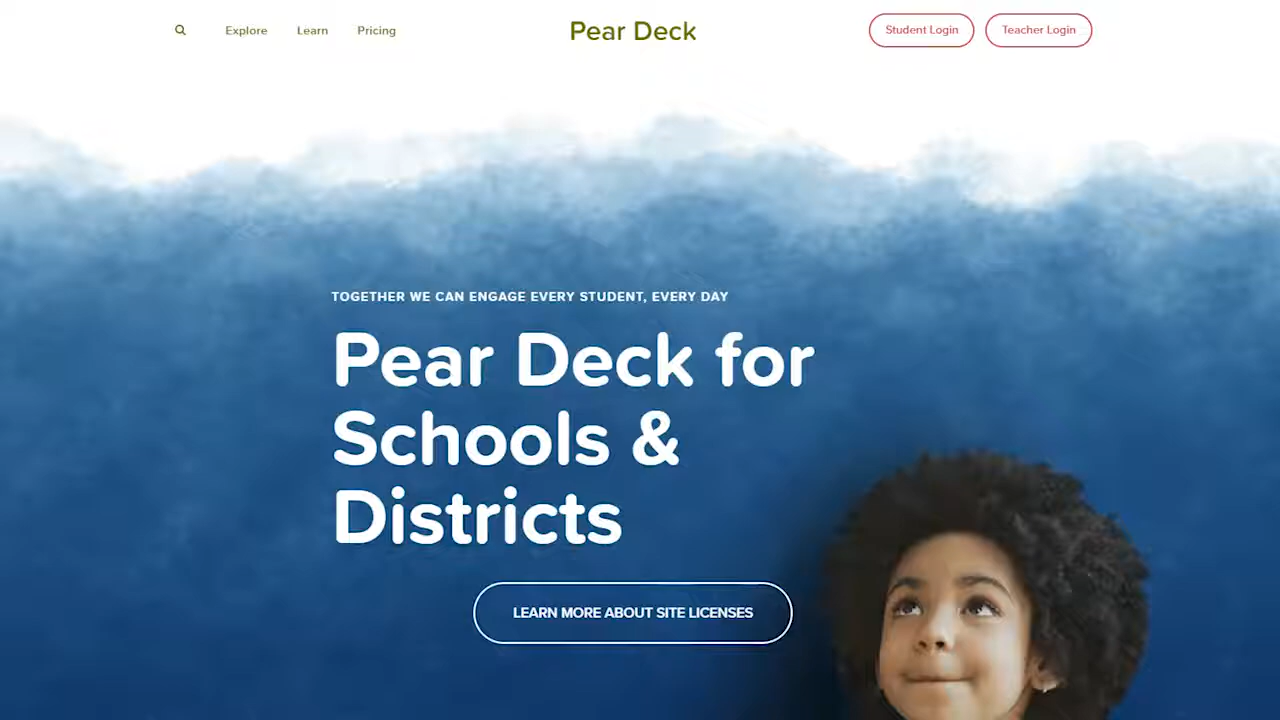 Explore Learn Pricing Pear Deck Student Login Teacher Login
TOGETHER WE CAN ENGAGE EVERY STUDENT, EVERY DAY
Pear Deck for
Schools &
Districts
LEARN MORE ABOUT SITE LICENSES